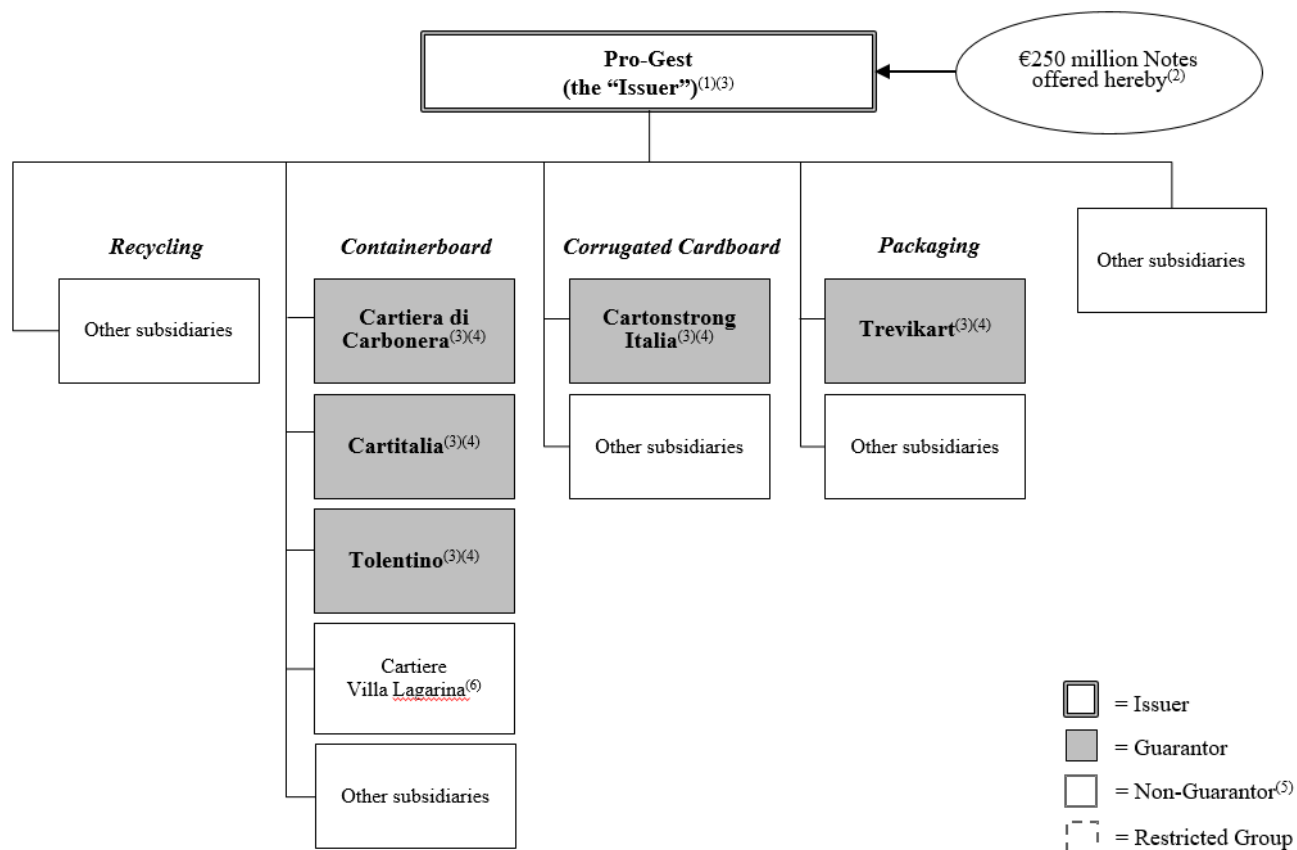 Pro-Gest
(the “Issuer”)(1)(3)
€250 million Notes
offered hereby(2)
Recycling
Containerboard
Corrugated Cardboard
Packaging
Other subsidiaries
Other subsidiaries
Cartiera di
Carbonera(3)(4)
Cartonstrong
Italia(3)(4)
Trevikart(3)(4)
Cartitalia(3)(4)
Other subsidiaries
Other subsidiaries
Tolentino(3)(4)
Cartiere
Villa Lagarina(6)
Other subsidiaries
= Issuer
= Guarantor
= Non-Guarantor(5)
= Restricted Group